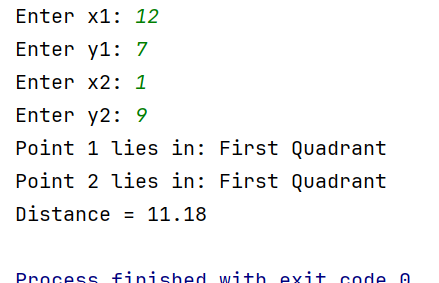 Enter x1: 12
Enter y1: 7
Enter x2: 1
Enter y2: 9
Point 1 lies in: First Quadrant
Point 2 lies in: First Quadrant
Distance = 11.18
Process finished with exit code 0